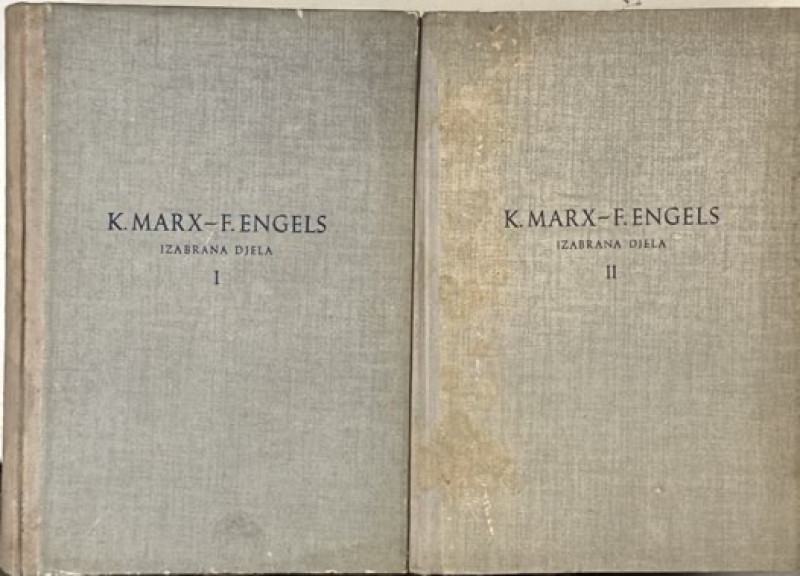 K. MARX–F. ENGELS
IZABRANA DJELA
I
K. MARX–F. ENGELS
IZABRANA DJELA
II